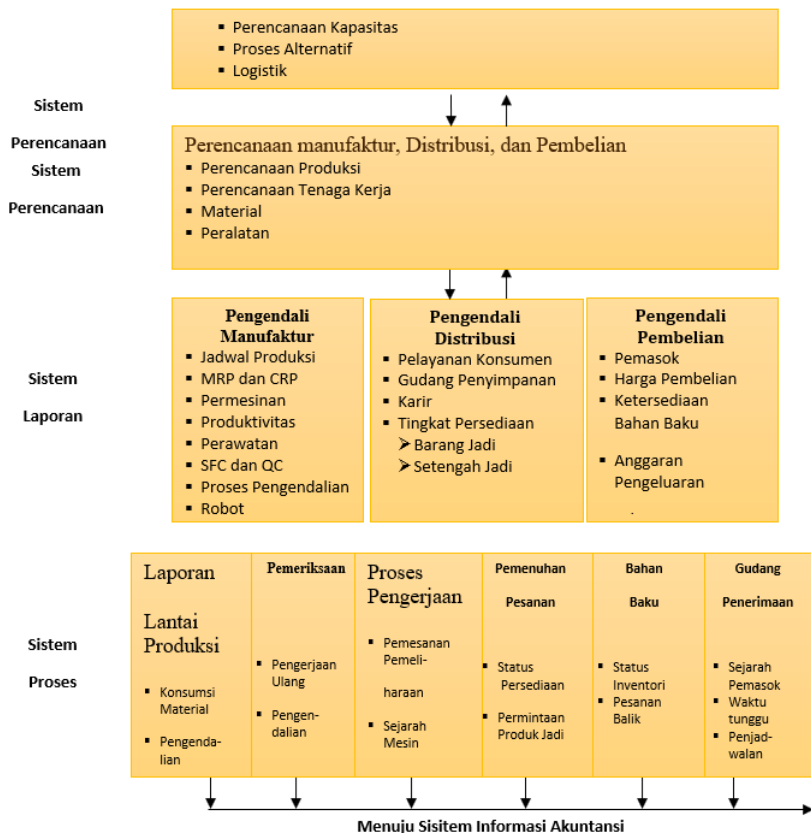 ▪ Perencanaan Kapasitas
▪ Proses Alternatif
▪ Logistik
Sistem
Perencanaan
Sistem
Perencanaan
Perencanaan manufaktur, Distribusi, dan Pembelian
▪ Perencanaan Produksi
▪ Perencanaan Tenaga Kerja
▪ Material
▪ Peralatan
Sistem
Laporan
Pengendali
Manufaktur
▪ Jadwal Produksi
▪ MRP dan CRP
▪ Permesinan
▪ Produktivitas
▪ Perawatan
▪ SFC dan QC
▪ Proses Pengendalian
▪ Robot
Pengendali
Distribusi
▪ Pelayanan Konsumen
▪ Gudang Penyimpanan
▪ Karir
▪ Tingkat Persediaan
➢ Barang Jadi
➢ Setengah Jadi
Pengendali
Pembelian
▪ Pemasok
▪ Harga Pembelian
▪ Ketersediaan
Bahan Baku
▪ Anggaran
Pengeluaran
.
Sistem
Proses
Laporan
Lantai
Produksi
▪ Konsumsi
Material
▪ Pengenda-
lian
Pemeriksaan
▪ Pengerjaan
Ulang
▪ Pengen-
dalian
Proses
Pengerjaan
▪ Pemesanan
Pemeli-
haraan
▪ Sejarah
Mesin
Pemenuhan
Pesanan
▪ Status
Persediaan
▪ Permintaan
Produk Jadi
Bahan
Baku
▪ Status
Inventori
▪ Pesanan
Balik
Gudang
Penerimaan
▪ Sejarah
Pemasok
▪ Waktu
tunggu
▪ Penjad-
walan
Menuju Sisitem Informasi Akuntansi